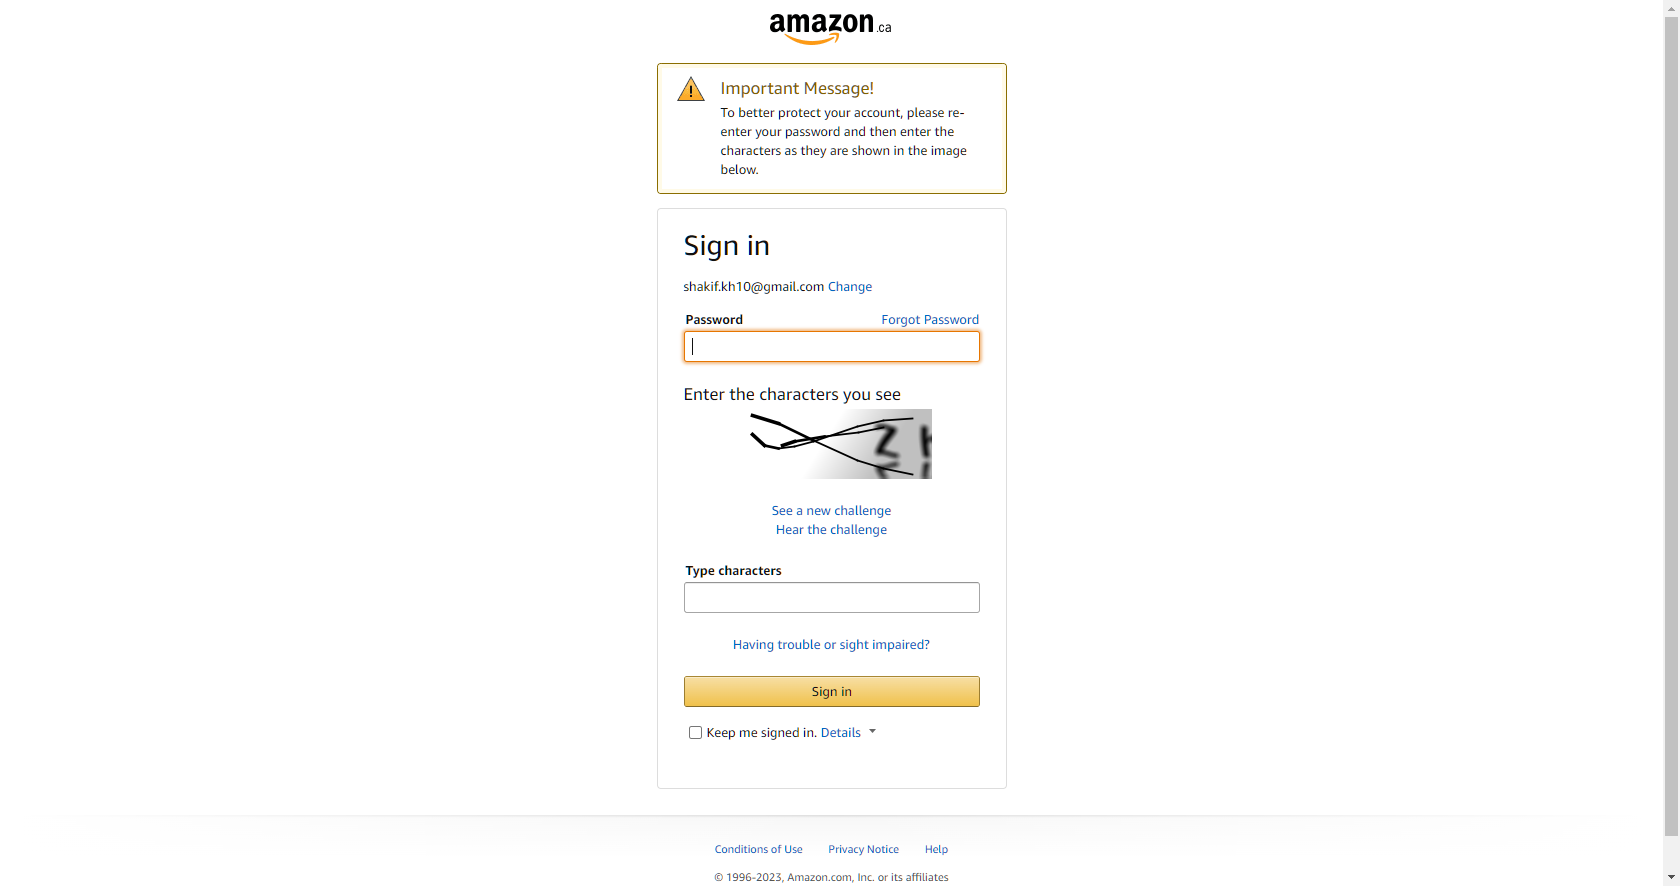 amazon.ca
Important Message!
To better protect your account, please re-
enter your password and then enter the
characters as they are shown in the image
below.
Sign in
shakif.kh10@gmail.com Change
Password Forgot Password
Enter the characters you see
See a new challenge
Hear the challenge
Type characters
Having trouble or sight impaired?
Sign in
Keep me signed in. Details
Conditions of Use Privacy Notice Help
© 1996-2023, Amazon.com, Inc. or its affiliates